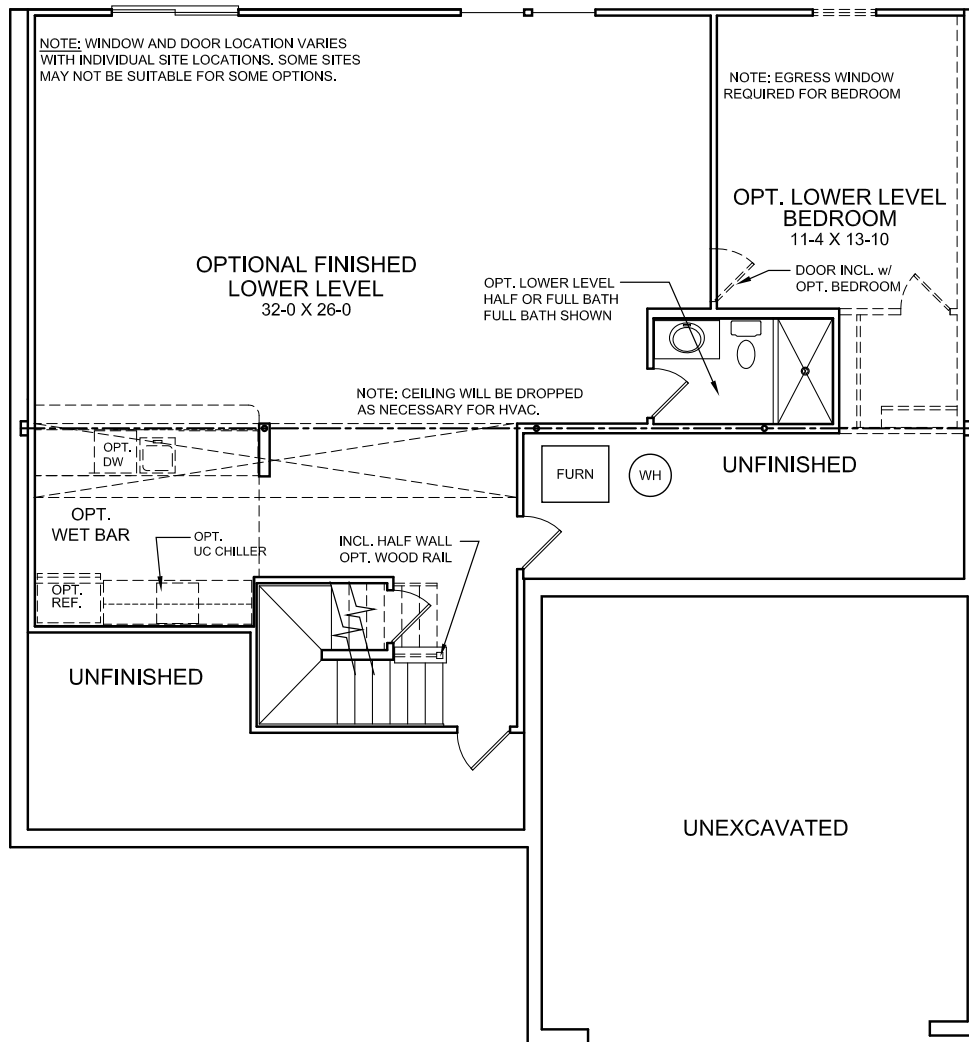 NOTE: WINDOW AND DOOR LOCATION VARIES
WITH INDIVIDUAL SITE LOCATIONS. SOME SITES
MAY NOT BE SUITABLE FOR SOME OPTIONS.
NOTE: EGRESS WINDOW
REQUIRED FOR BEDROOM
OPT. LOWER LEVEL
BEDROOM
11-4 X 13-10
DOOR INCL. w/
OPT. BEDROOM
OPTIONAL FINISHED
LOWER LEVEL
32-0 X 26-0
OPT. LOWER LEVEL
HALF OR FULL BATH
FULL BATH SHOWN
NOTE: CEILING WILL BE DROPPED
AS NECESSARY FOR HVAC.
OPT.
DW
FURN
WH
UNFINISHED
OPT.
WET BAR
OPT.
UC CHILLER
INCL. HALF WALL
OPT. WOOD RAIL
OPT.
REF.
UNFINISHED
UNEXCAVATED